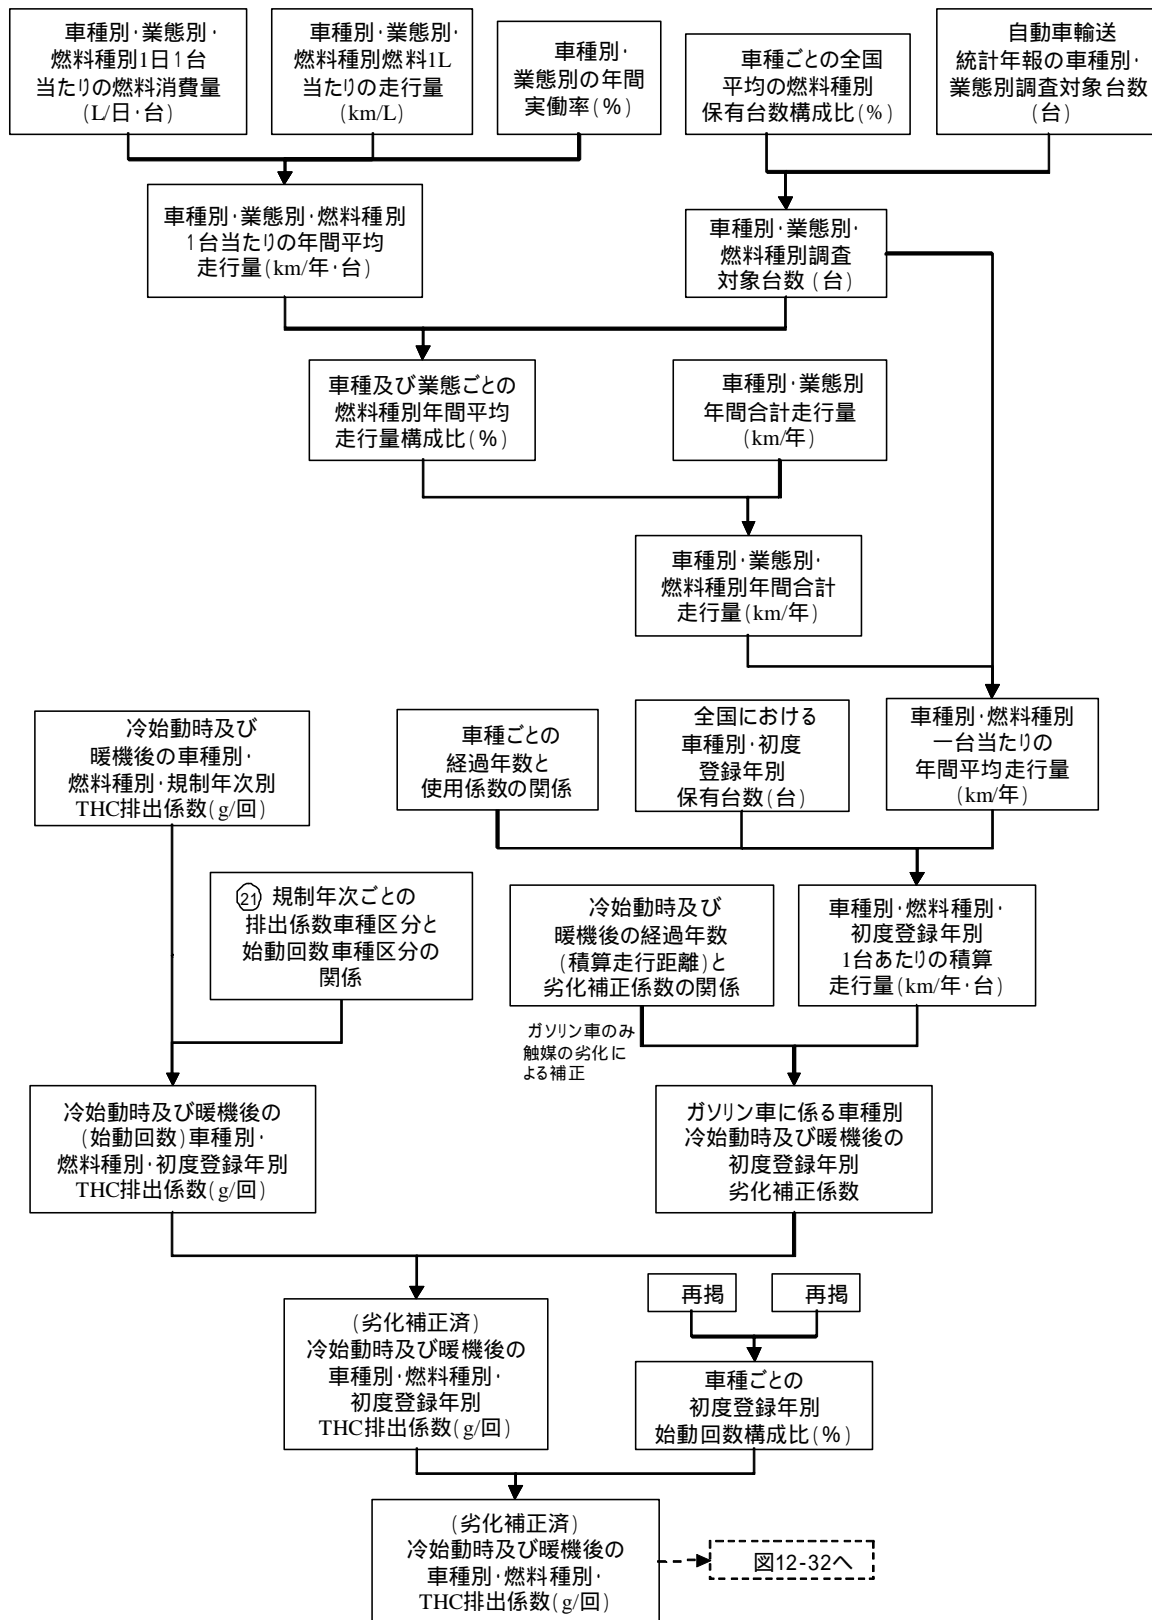 車種別・業態別・
燃料種別1日1台
当たりの燃料消費量
(L/日・台)
車種別・業態別・
燃料種別燃料1L
当たりの走行量
(km/L)
車種別・
業態別の年間
実働率(%)
車種ごとの全国
平均の燃料種別
保有台数構成比(%)
自動車輸送
統計年報の車種別・
業態別調査対象台数
(台)
車種別・業態別・燃料種別
1台当たりの年間平均
走行量(km/年・台)
車種別・業態別・
燃料種別調査
対象台数(台)
車種及び業態ごとの
燃料種別年間平均
走行量構成比(%)
車種別・業態別
年間合計走行量
(km/年)
車種別・業態別・
燃料種別年間合計
走行量(km/年)
冷始動時及び
暖機後の車種別・
燃料種別・規制年次別
THC排出係数(g/回)
車種ごとの
経過年数と
使用係数の関係
全国における
車種別・初度
登録年別
保有台数(台)
車種別・燃料種別
一台当たりの
年間平均走行量
(km/年)
㉑ 規制年次ごとの
排出係数車種区分と
始動回数車種区分の
関係
冷始動時及び
暖機後の経過年数
(積算走行距離)と
劣化補正係数の関係
車種別・燃料種別・
初度登録年別
1台あたりの積算
走行量(km/年・台)
ガソリン車のみ
触媒の劣化に
よる補正
冷始動時及び暖機後の
(始動回数)車種別・
燃料種別・初度登録年別
THC排出係数(g/回)
ガソリン車に係る車種別
冷始動時及び暖機後の
初度登録年別
劣化補正係数
再掲
再掲
(劣化補正済)
冷始動時及び暖機後の
車種別・燃料種別・
初度登録年別
THC排出係数(g/回)
車種ごとの
初度登録年別
始動回数構成比(%)
(劣化補正済)
冷始動時及び暖機後の
車種別・燃料種別・
THC排出係数(g/回)
図12-32へ